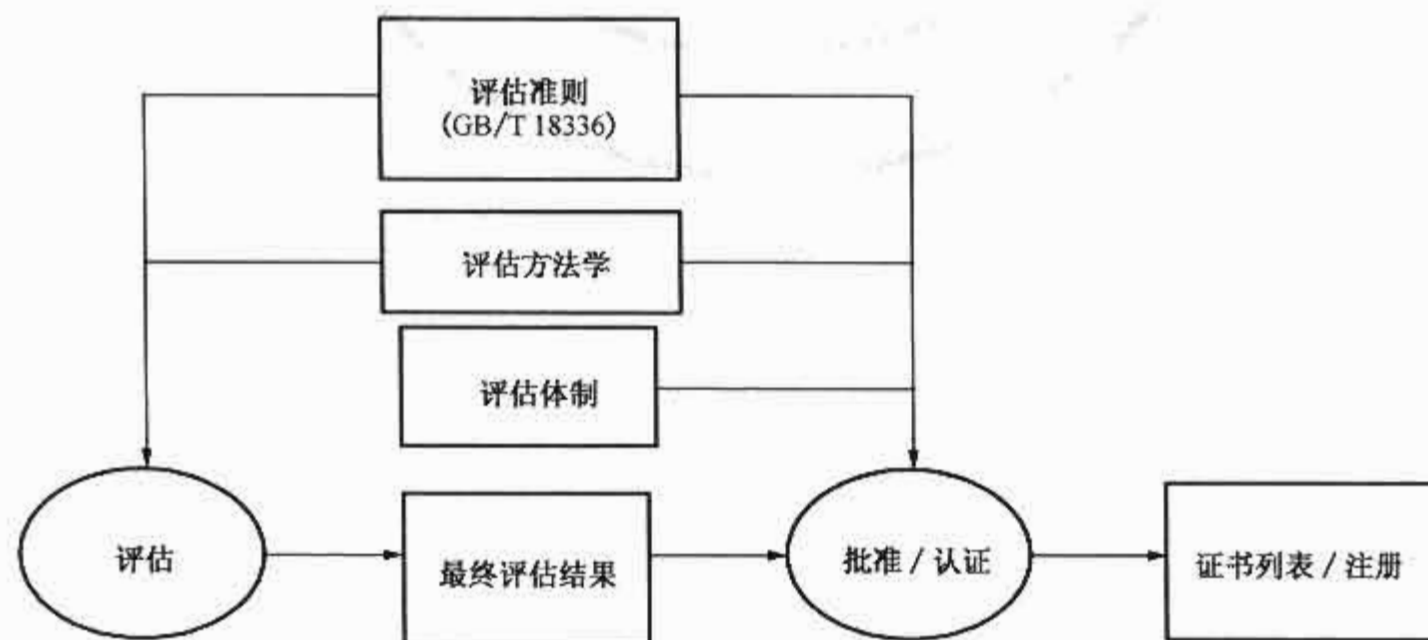 评估准则
(GB/T 18336)
评估方法学
评估体制
评估
最终评估结果
批准 / 认证
证书列表 / 注册